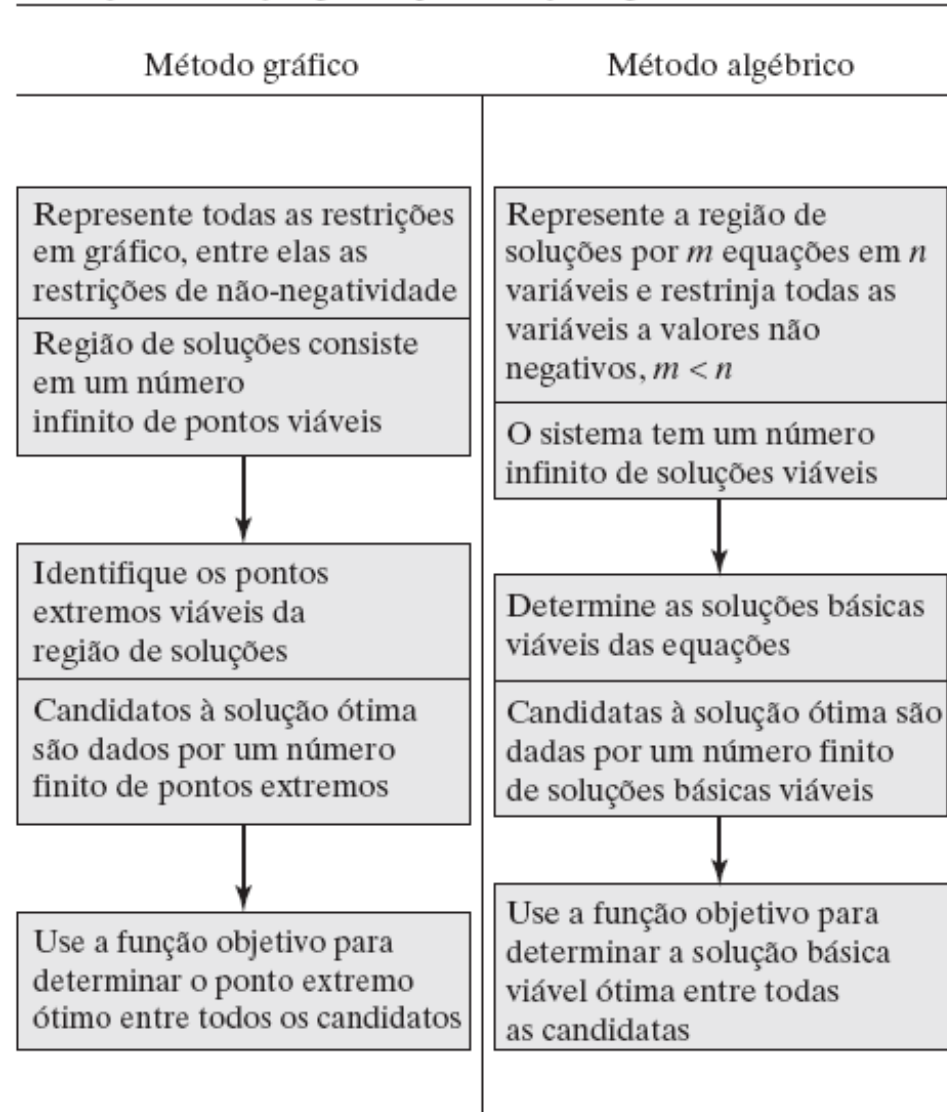 Método gráfico
Método algébrico
Represente todas as restrições
em gráfico, entre elas as
restrições de não-negatividade
Região de soluções consiste
em um número
infinito de pontos viáveis
Identifique os pontos
extremos viáveis da
região de soluções
Candidatos à solução ótima
são dados por um número
finito de pontos extremos
Use a função objetivo para
determinar o ponto extremo
ótimo entre todos os candidatos
Represente a região de
soluções por m equações em n
variáveis e restrinja todas as
variáveis a valores não
negativos, m < n
O sistema tem um número
infinito de soluções viáveis
Determine as soluções básicas
viáveis das equações
Candidatas à solução ótima são
dadas por um número finito
de soluções básicas viáveis
Use a função objetivo para
determinar a solução básica
viável ótima entre todas
as candidatas